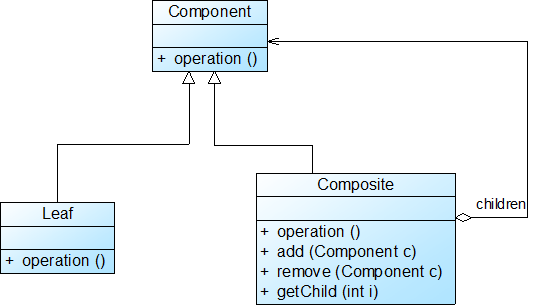 Component
+ operation ()
Leaf
+ operation ()
Composite
+ operation ()
+ add (Component c)
+ remove (Component c)
+ getChild (int i)
children